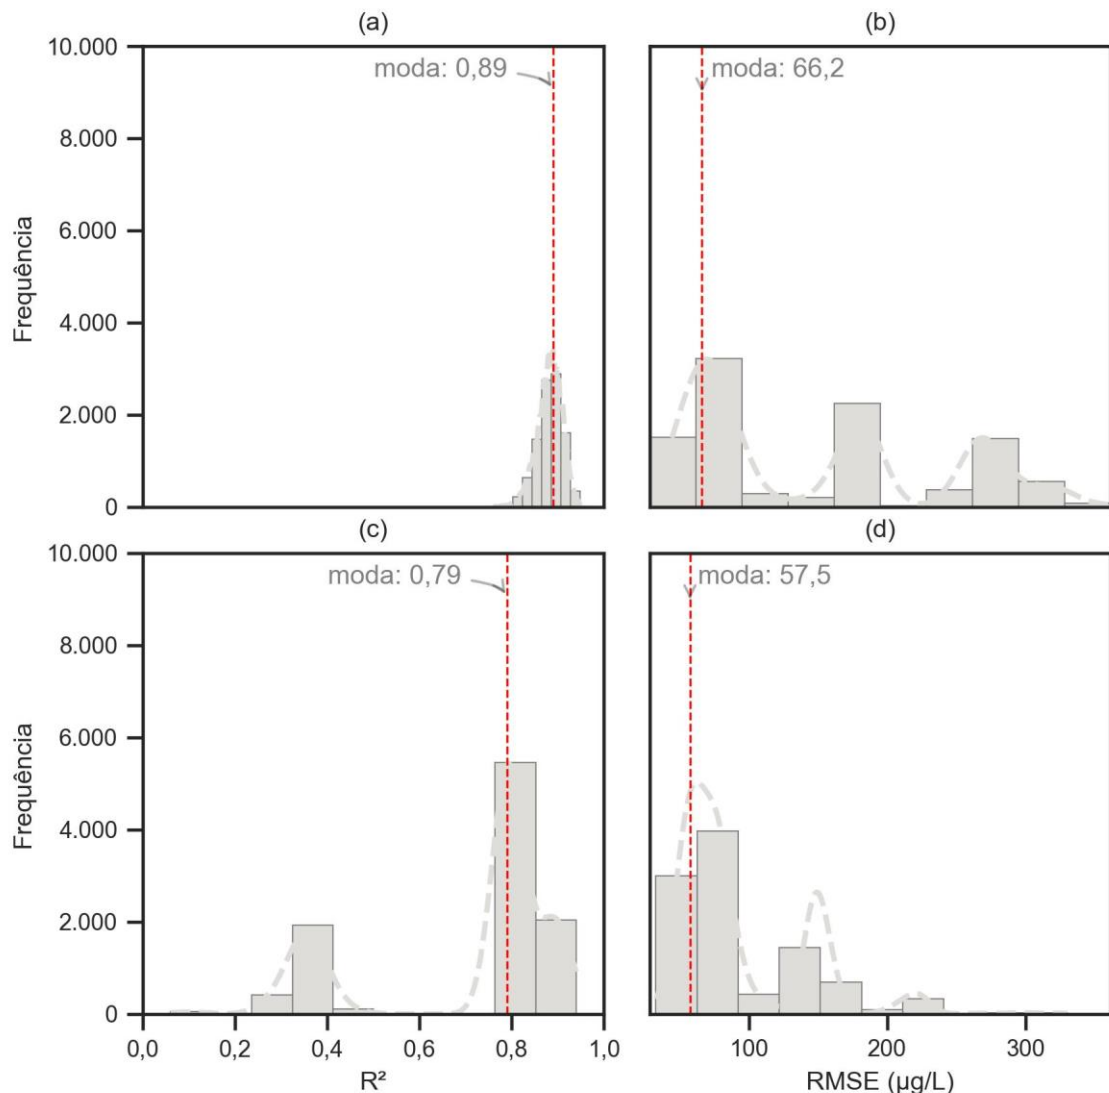 (a)
(b)
10.000
8.000
6.000
4.000
2.000
0
Frequência
moda: 0,89
moda: 66,2
(c)
(d)
10.000
8.000
6.000
4.000
2.000
0
Frequência
moda: 0,79
moda: 57,5
0,0 0,2 0,4 0,6 0,8 1,0
100 200 300
R²
RMSE (µg/L)